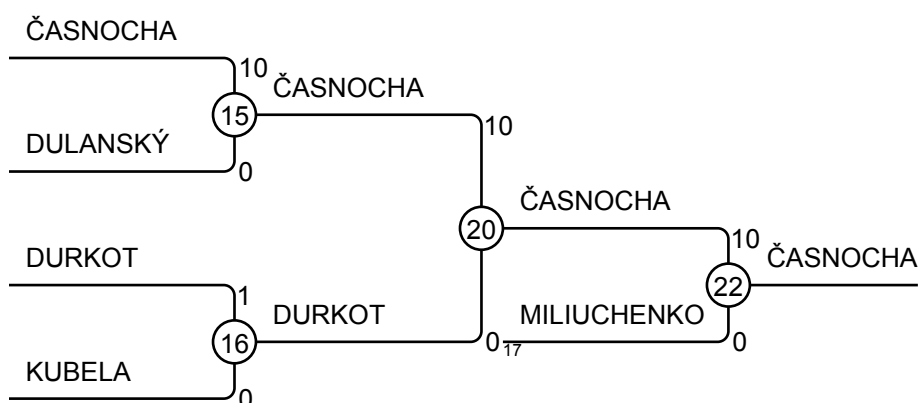 ČASNOCHA
10
15
ČASNOCHA
DULANSKÝ
0
10
20
ČASNOCHA
DURKOT
1
16
DURKOT
KUBELA
0
0
17
MILIUCHENKO
10
22
ČASNOCHA
0